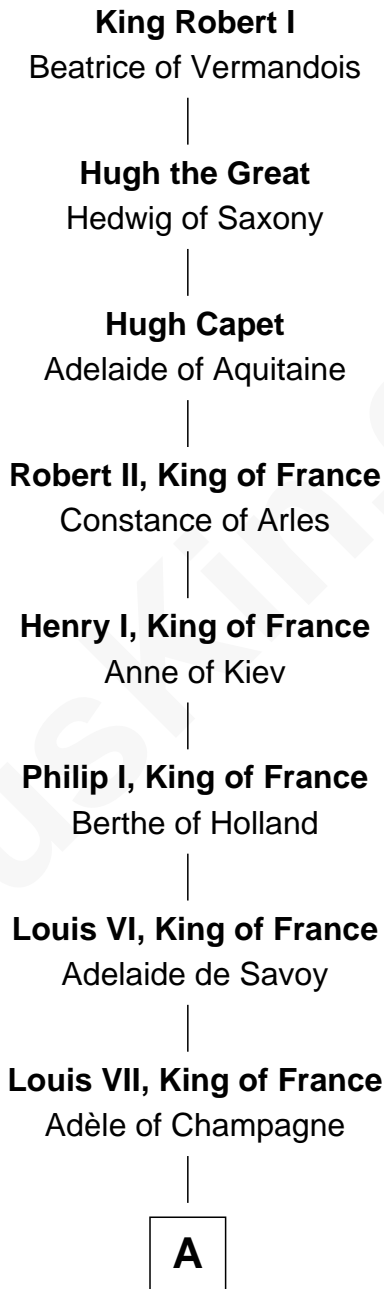 King Robert I
Beatrice of Vermandois
Hugh the Great
Hedwig of Saxony
Hugh Capet
Adelaide of Aquitaine
Robert II, King of France
Constance of Arles
Henry I, King of France
Anne of Kiev
Philip I, King of France
Berthe of Holland
Louis VI, King of France
Adelaide de Savoy
Louis VII, King of France
Adèle of Champagne
A